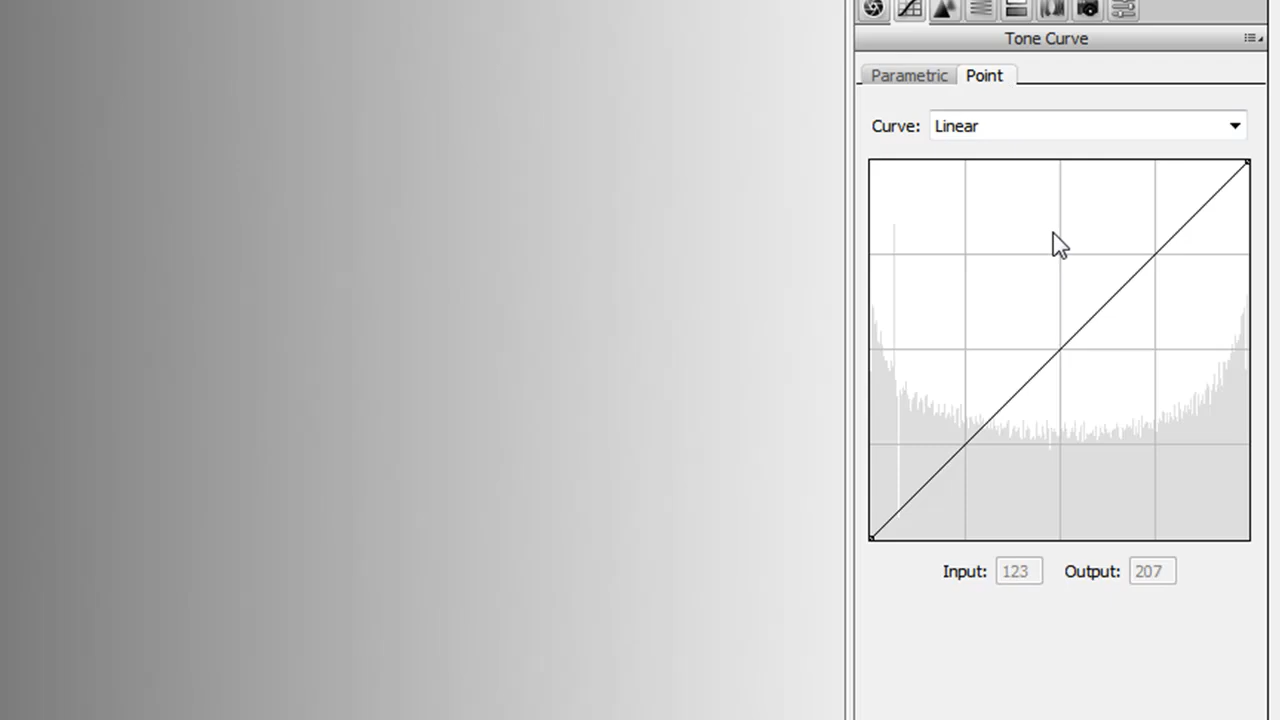 Tone Curve
Parametric Point
Curve: Linear
Input: 123 Output: 207